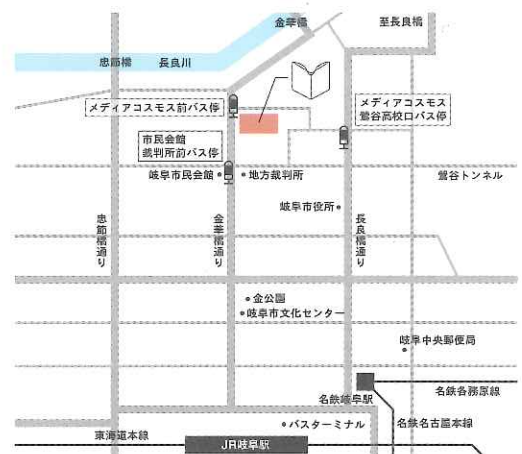 金華橋
至長良橋
忠節橋
長良川
メディアコスモス前バス停
メディアコスモス
鶯谷高校口バス停
市民会館
裁判所前バス停
岐阜市民会館
地方裁判所
鶯谷トンネル
岐阜市役所
忠節橋通り
金華橋通り
長良橋通り
金公園
岐阜市文化センター
岐阜中央郵便局
名鉄岐阜駅
名鉄各務原線
バスターミナル
名鉄名古屋本線
東海道本線
JR岐阜駅